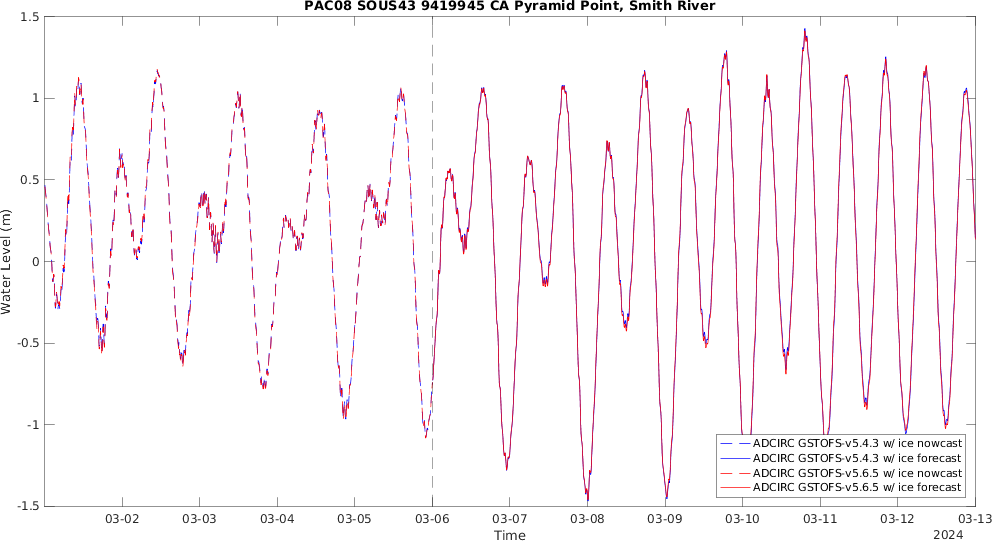 PAC08 SOUS43 9419945 CA Pyramid Point, Smith River
1.5
1
0.5
0
-0.5
-1
-1.5
Water Level (m)
03-02
03-03
03-04
03-05
03-06
03-07
03-08
03-09
03-10
03-11
03-12
03-13
Time
2024
ADCIRC GSTOFS-v5.4.3 w/ ice nowcast
ADCIRC GSTOFS-v5.4.3 w/ ice forecast
ADCIRC GSTOFS-v5.6.5 w/ ice nowcast
ADCIRC GSTOFS-v5.6.5 w/ ice forecast